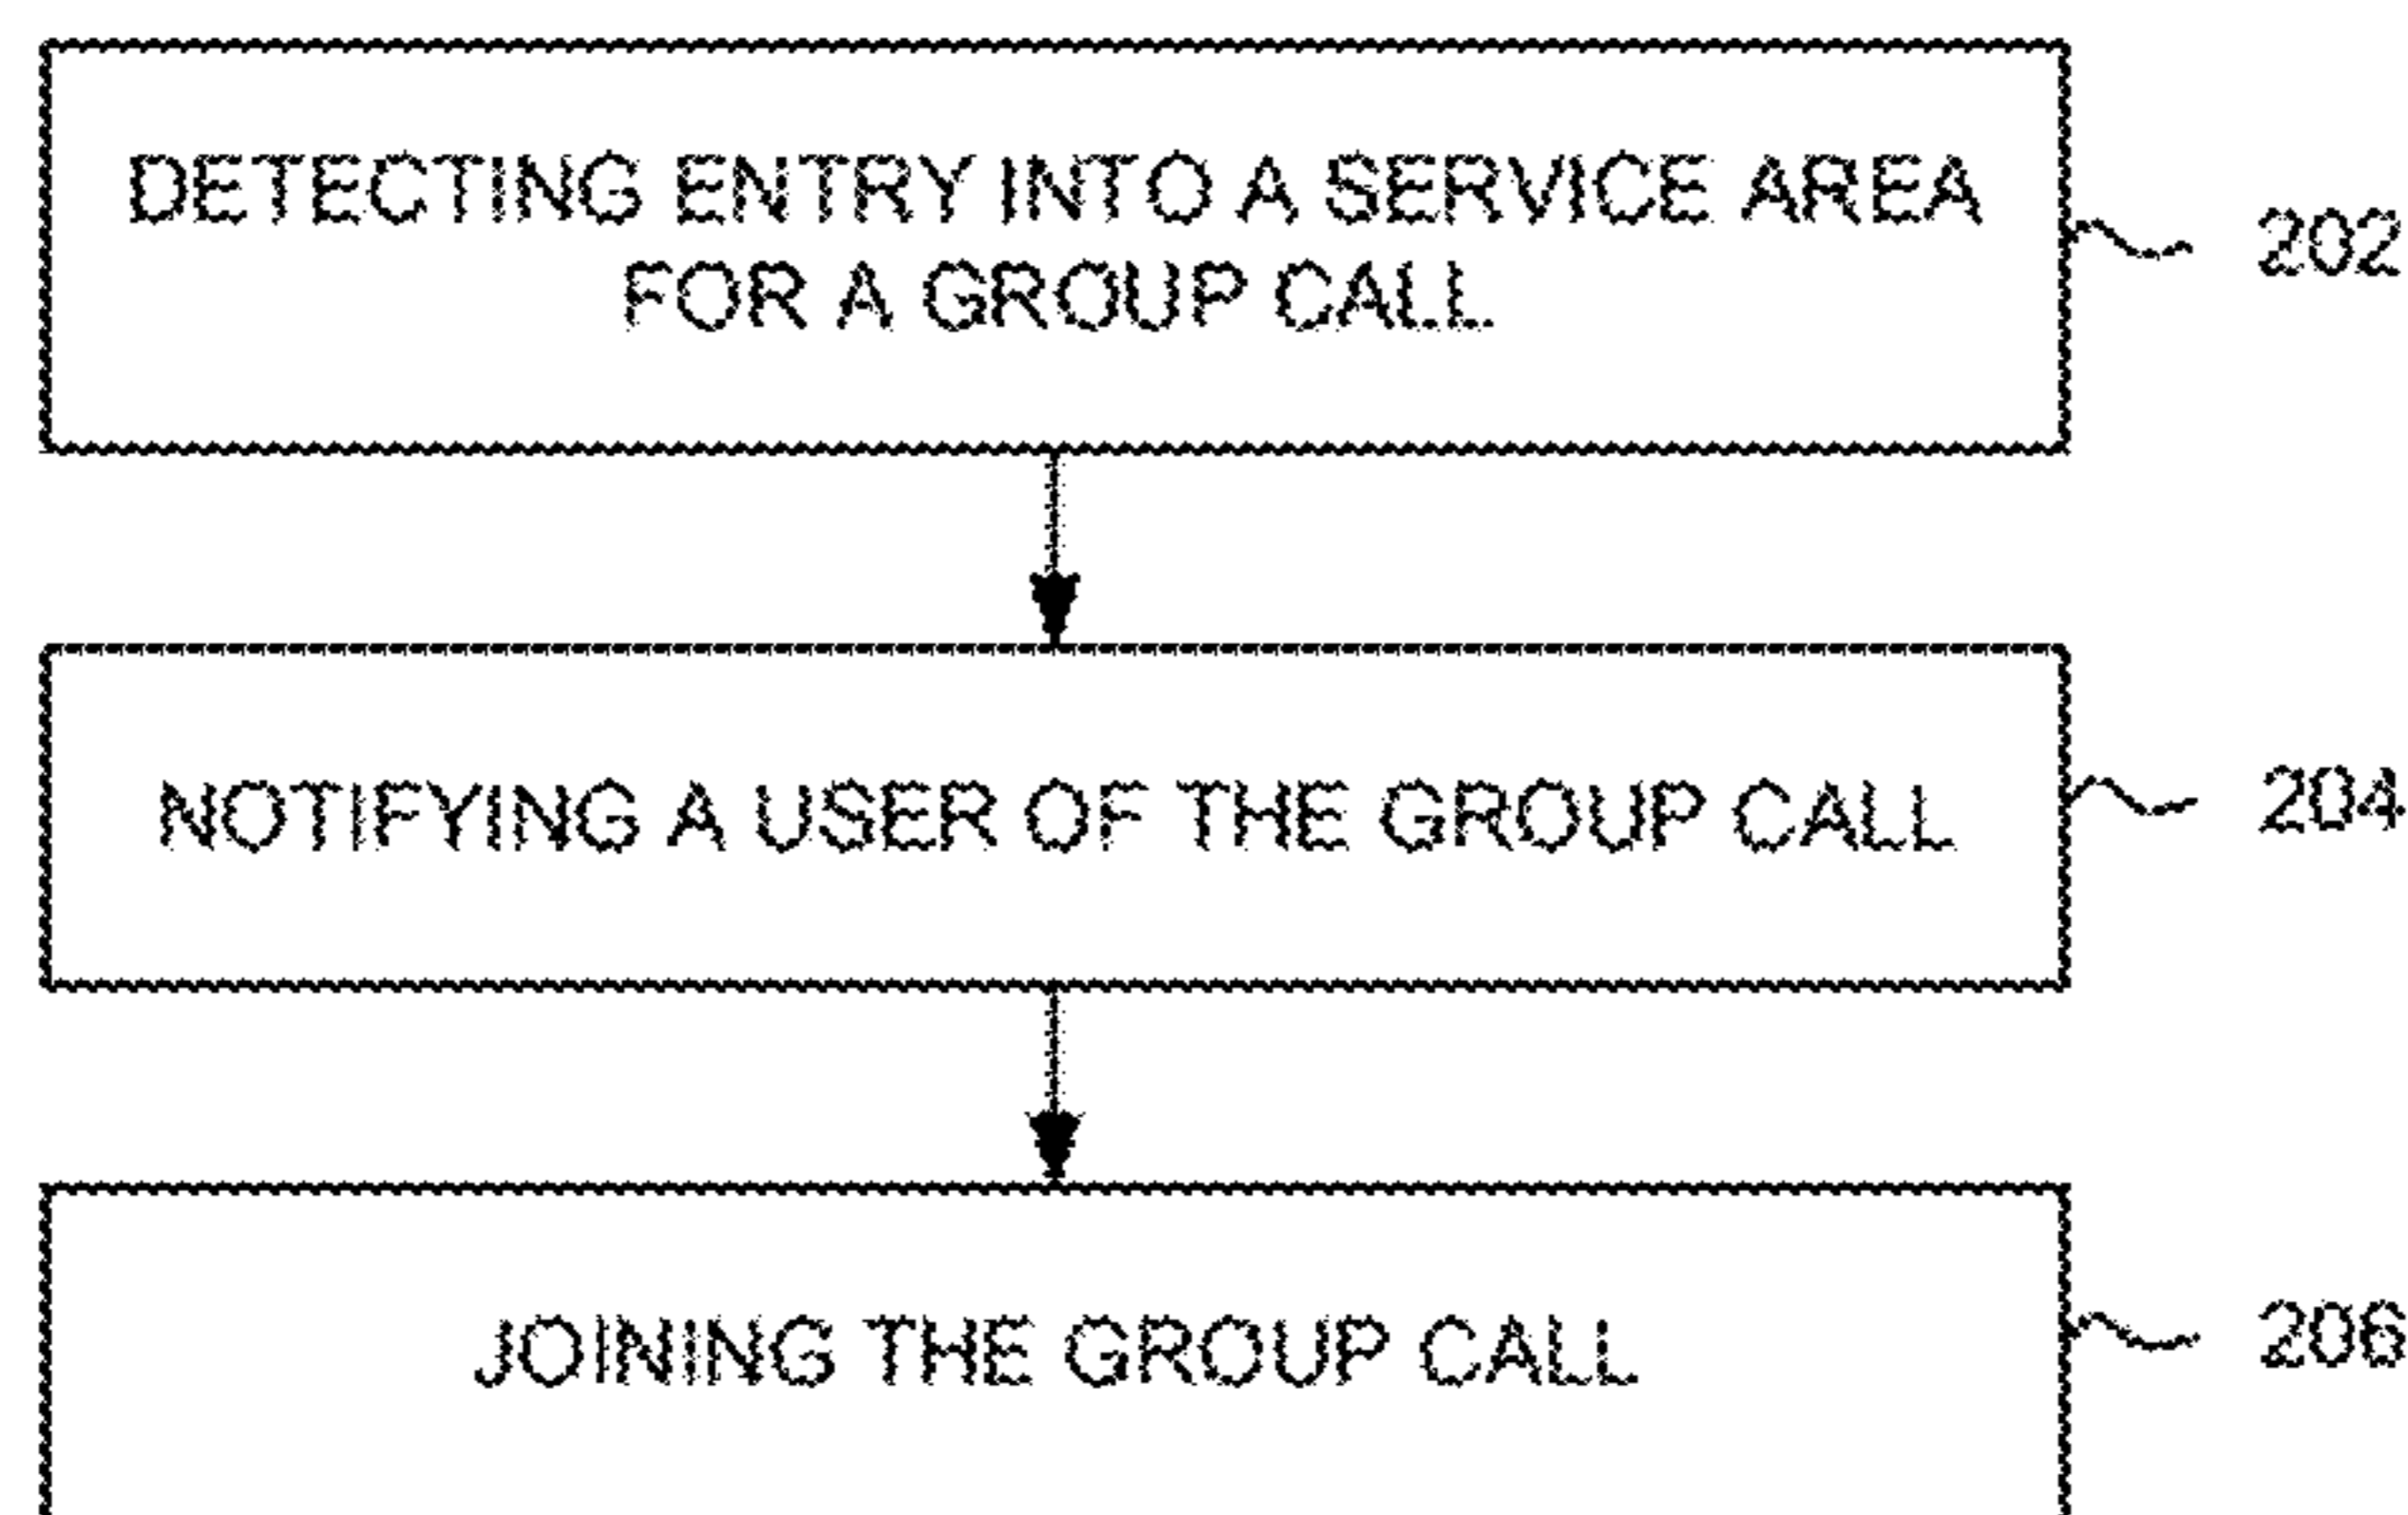 DETECTING ENTRY INTO A SERVICE AREA
FOR A GROUP CALL
202
NOTIFYING A USER OF THE GROUP CALL
204
JOINING THE GROUP CALL
206